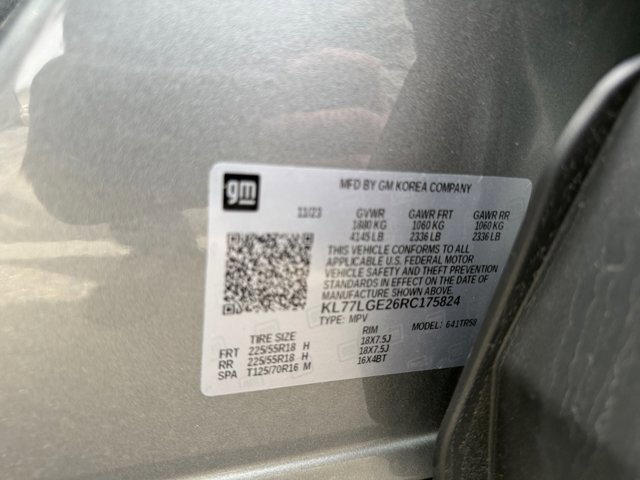 gm
MFD BY GM KOREA COMPANY
11/23 GVWR GAWR FRT GAWR RR
1880 KG 1060 KG 1060 KG
4145 LB 2336 LB 2336 LB
THIS VEHICLE CONFORMS TO ALL
APPLICABLE U.S. FEDERAL MOTOR
VEHICLE SAFETY AND THEFT PREVENTION
STANDARDS IN EFFECT ON THE DATE OF
MANUFACTURE SHOWN ABOVE.
KL77LGE26RC175824
TYPE: MPV MODEL: 641TR58
TIRE SIZE RIM
FRT 225/55R18 H 18X7.5J
RR 225/55R18 H 18X7.5J
SPA T125/70R16 M 16X4BT